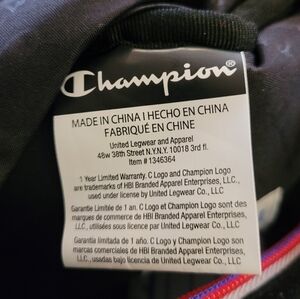 Champion
MADE IN CHINA I HECHO EN CHINA
FABRIQUÉ EN CHINE
United Legwear and Apparel
48w 38th Street N.Y.N.Y. 10018 3rd fl.
Item # 1346364
1 Year Limited Warranty. C Logo and Champion Logo
are trademarks of HBI Branded Apparel Enterprises, LLC.,
used under license by United Legwear Co., LLC.
Garantie Limitée de 1 an. C Logo et Champion Logo sont des
marques de commerce de HBI Branded Apparel Enterprises,
LLC., utilisées sous licence par United Legwear Co., LLC.
Garantía limitada de 1 año. C Logo y Champion Logo son
marcas comerciales de HBI Branded Apparel Enterprises,
LLC., usadas bajo licencia de United Legwear Co., LLC.